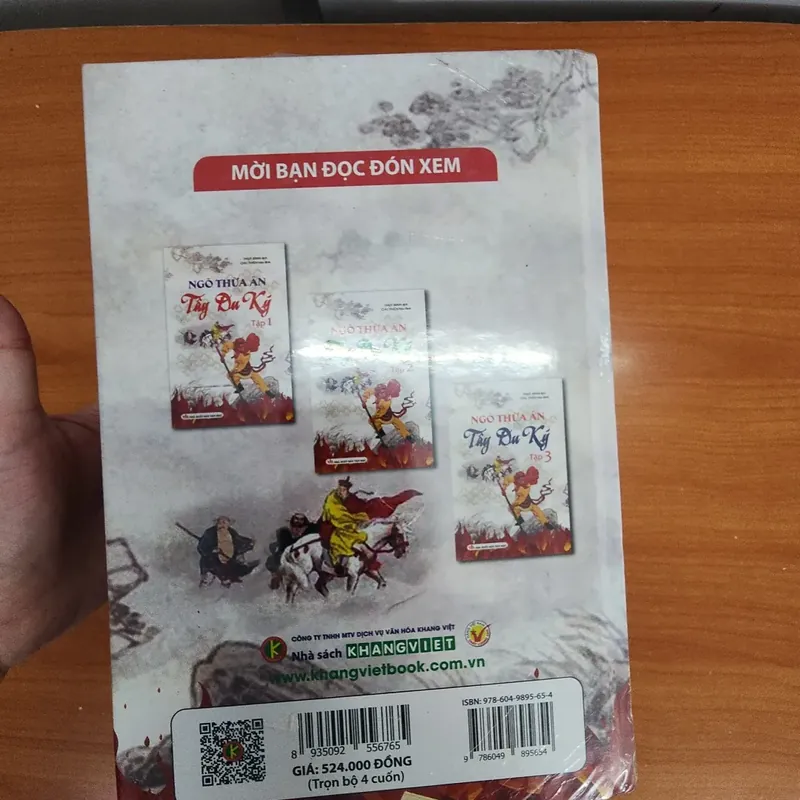 MỜI BẠN ĐỌC ĐÓN XEM
NGÔ THỪA ÂN
Tây Du Ký
Tập 1
NGÔ THỪA ÂN
Tập 2
NGÔ THỪA ÂN
Tây Du Ký
Tập 3
CÔNG TY TNHH MTV DỊCH VỤ VĂN HÓA KHANG VIỆT
Nhà sách KHANGVIET
www.khangvietbook.com.vn
8 935092 556765
GIÁ: 524.000 ĐỒNG
(Trọn bộ 4 cuốn)
ISBN: 978-604-9895-65-4
9 786049 895654